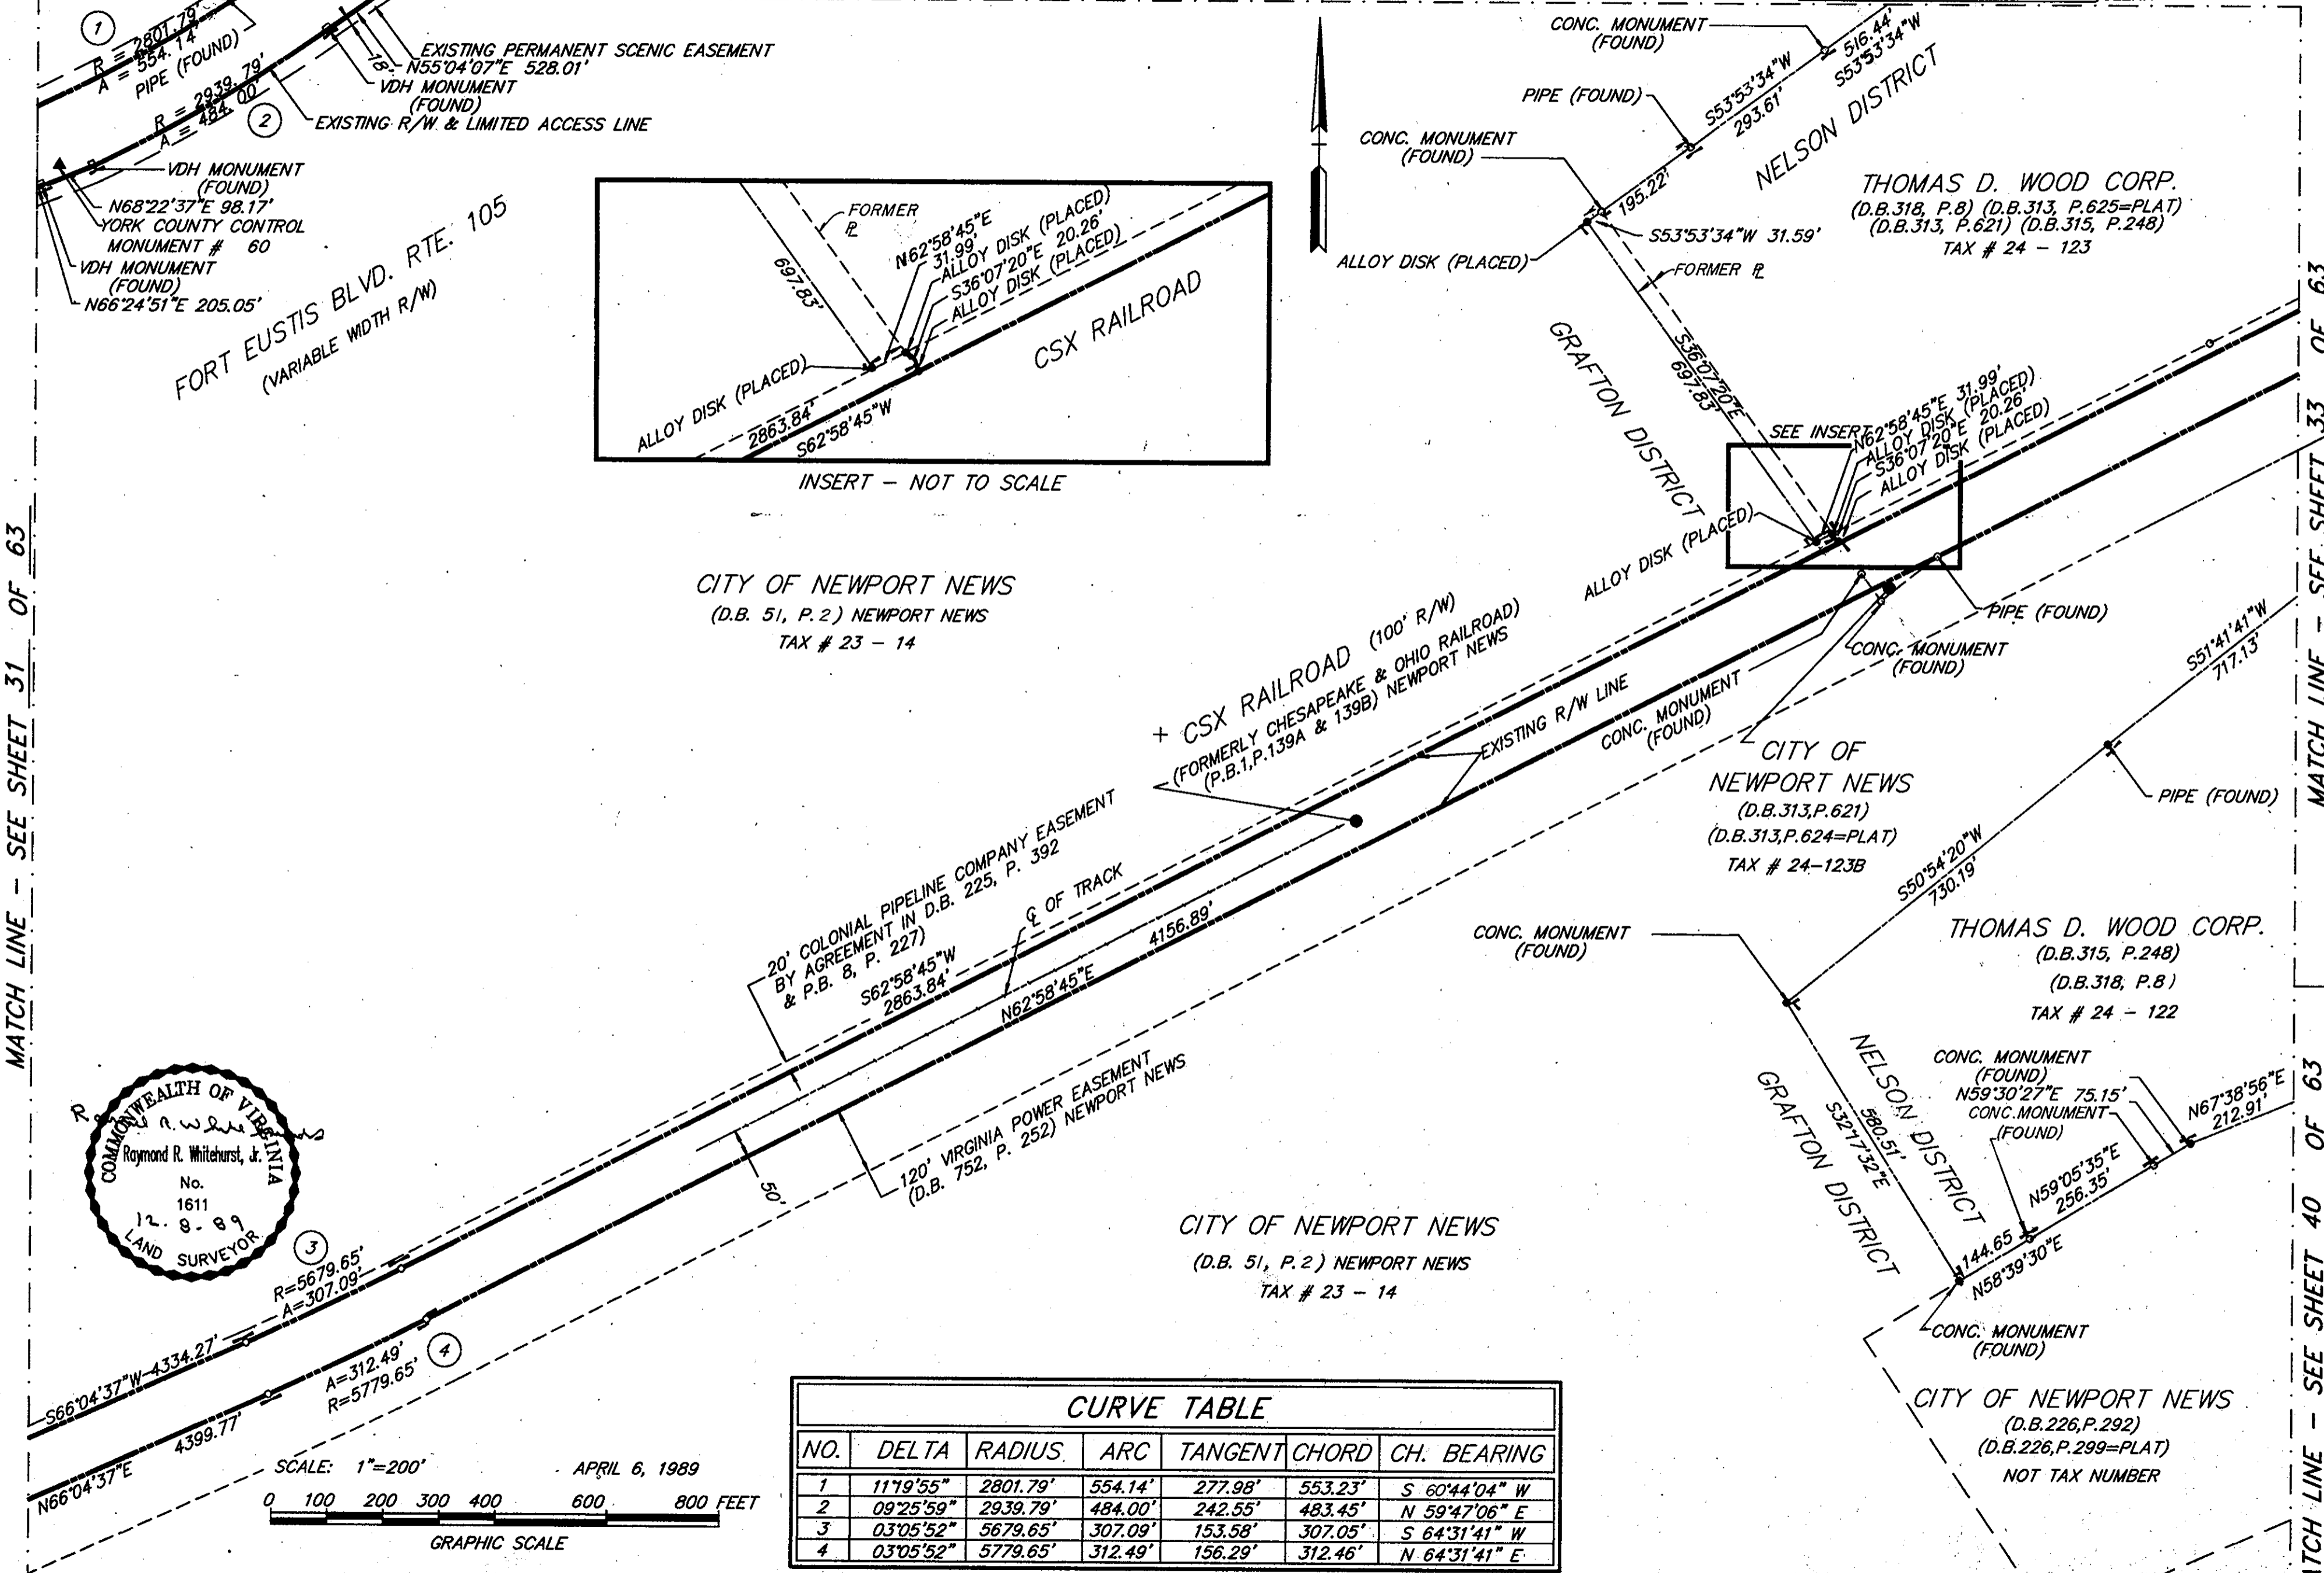 1
R = 2801.79'
A = 554.14'
PIPE (FOUND)
R = 2939.79'
A = 484.00'
2
78'
EXISTING PERMANENT SCENIC EASEMENT
N55°04'07"E 528.01'
VDH MONUMENT
(FOUND)
EXISTING R/W & LIMITED ACCESS LINE
VDH MONUMENT
(FOUND)
N68°22'37"E 98.17'
YORK COUNTY CONTROL
MONUMENT # 60
VDH MONUMENT
(FOUND)
N66°24'51"E 205.05'
FORT EUSTIS BLVD. RTE. 105
(VARIABLE WIDTH R/W)
FORMER
PL
697.83'
N62°58'45"E
31.99'
ALLOY DISK (PLACED)
S36°07'20"E 20.26'
ALLOY DISK (PLACED)
CSX RAILROAD
ALLOY DISK (PLACED)
2863.84'
S62°58'45"W
INSERT – NOT TO SCALE
CONC. MONUMENT
(FOUND)
516.44'
S53°53'34"W
PIPE (FOUND)
S53°53'34"W
293.61'
NELSON DISTRICT
CONC. MONUMENT
(FOUND)
195.22'
S53°53'34"W 31.59'
ALLOY DISK (PLACED)
FORMER PL
THOMAS D. WOOD CORP.
(D.B.318, P.8) (D.B.313, P.625=PLAT)
(D.B.313, P.621) (D.B.315, P.248)
TAX # 24 – 123
GRAFTON DISTRICT
S36°07'20"E
697.83'
SEE INSERT
N62°58'45"E 31.99'
ALLOY DISK (PLACED)
S36°07'20"E 20.26'
ALLOY DISK (PLACED)
ALLOY DISK (PLACED)
PIPE (FOUND)
CONC. MONUMENT
(FOUND)
MATCH LINE - SEE SHEET 33 OF 63
MATCH LINE - SEE SHEET 31 OF 63
CITY OF NEWPORT NEWS
(D.B. 51, P.2) NEWPORT NEWS
TAX # 23 – 14
+ CSX RAILROAD (100' R/W)
(FORMERLY CHESAPEAKE & OHIO RAILROAD)
(P.B.1,P.139A & 139B) NEWPORT NEWS
EXISTING R/W LINE
CONC. MONUMENT
(FOUND)
CITY OF
NEWPORT NEWS
(D.B.313,P.621)
(D.B.313,P.624=PLAT)
TAX # 24-123B
S51°41'41"W
717.13'
PIPE (FOUND)
S50°54'20"W
730.19'
20' COLONIAL PIPELINE COMPANY EASEMENT
BY AGREEMENT IN D.B. 225, P. 392
& P.B. 8, P. 227)
S62°58'45"W
2863.84'
CL OF TRACK
N62°58'45"E
4156.89'
50'
120' VIRGINIA POWER EASEMENT
(D.B. 752, P. 252) NEWPORT NEWS
CONC. MONUMENT
(FOUND)
THOMAS D. WOOD CORP.
(D.B.315, P.248)
(D.B.318, P.8)
TAX # 24 – 122
NELSON DISTRICT
GRAFTON DISTRICT
580.51'
S32°17'32"E
CONC. MONUMENT
(FOUND)
N59°30'27"E 75.15'
CONC.MONUMENT
(FOUND)
N67°38'56"E
212.91'
N59°05'35"E
256.35'
144.65
N58°39'30"E
CONC. MONUMENT
(FOUND)
CITY OF NEWPORT NEWS
(D.B.226,P.292)
(D.B.226,P.299=PLAT)
NOT TAX NUMBER
CITY OF NEWPORT NEWS
(D.B. 51, P.2) NEWPORT NEWS
TAX # 23 – 14
MATCH LINE - SEE SHEET 40 OF 63
COMMONWEALTH OF VIRGINIA
Raymond R. Whitehurst, Jr.
No.
1611
12-8-89
LAND SURVEYOR
3
R=5679.65'
A=307.09'
S66°04'37"W 4334.27'
A=312.49'
R=5779.65'
4
4399.77'
N66°04'37"E
SCALE: 1"=200'
APRIL 6, 1989
0 100 200 300 400 600 800 FEET
GRAPHIC SCALE
CURVE TABLE
NO. DELTA RADIUS ARC TANGENT CHORD CH. BEARING
1 11°19'55" 2801.79' 554.14' 277.98' 553.23' S 60°44'04" W
2 09°25'59" 2939.79' 484.00' 242.55' 483.45' N 59°47'06" E
3 03°05'52" 5679.65' 307.09' 153.58' 307.05' S 64°31'41" W
4 03°05'52" 5779.65' 312.49' 156.29' 312.46' N 64°31'41" E